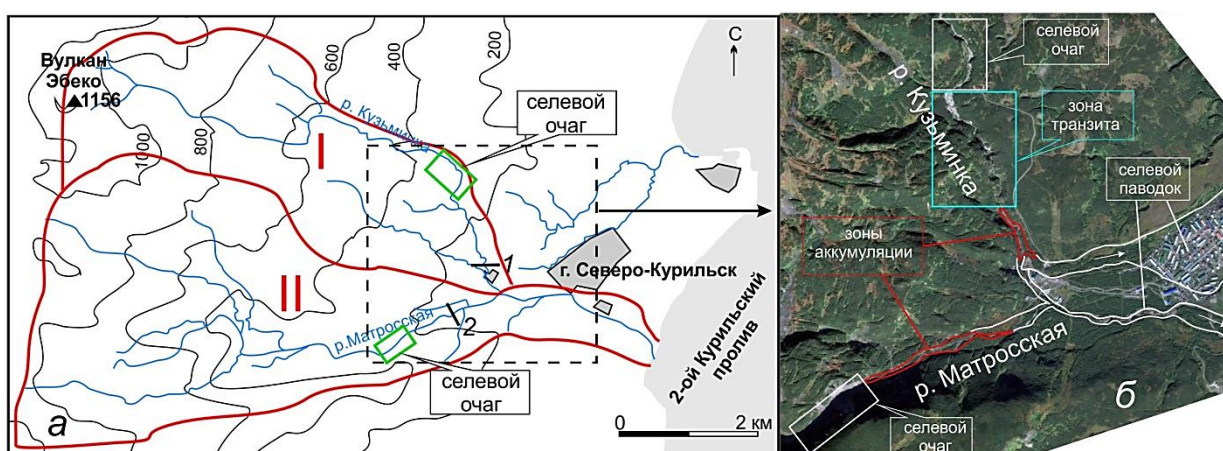 Вулкан
Эбеко
1156
1000
800
600
400
200
С
р. Кузьминка
селевой
очаг
I
II
1
г. Северо-Курильск
2
р.Матросская
селевой
очаг
2-ой Курильский
пролив
0 2 км
а
селевой
очаг
р. Кузьминка
зона
транзита
селевой
паводок
зоны
аккумуляции
р. Матросская
селевой
очаг
б